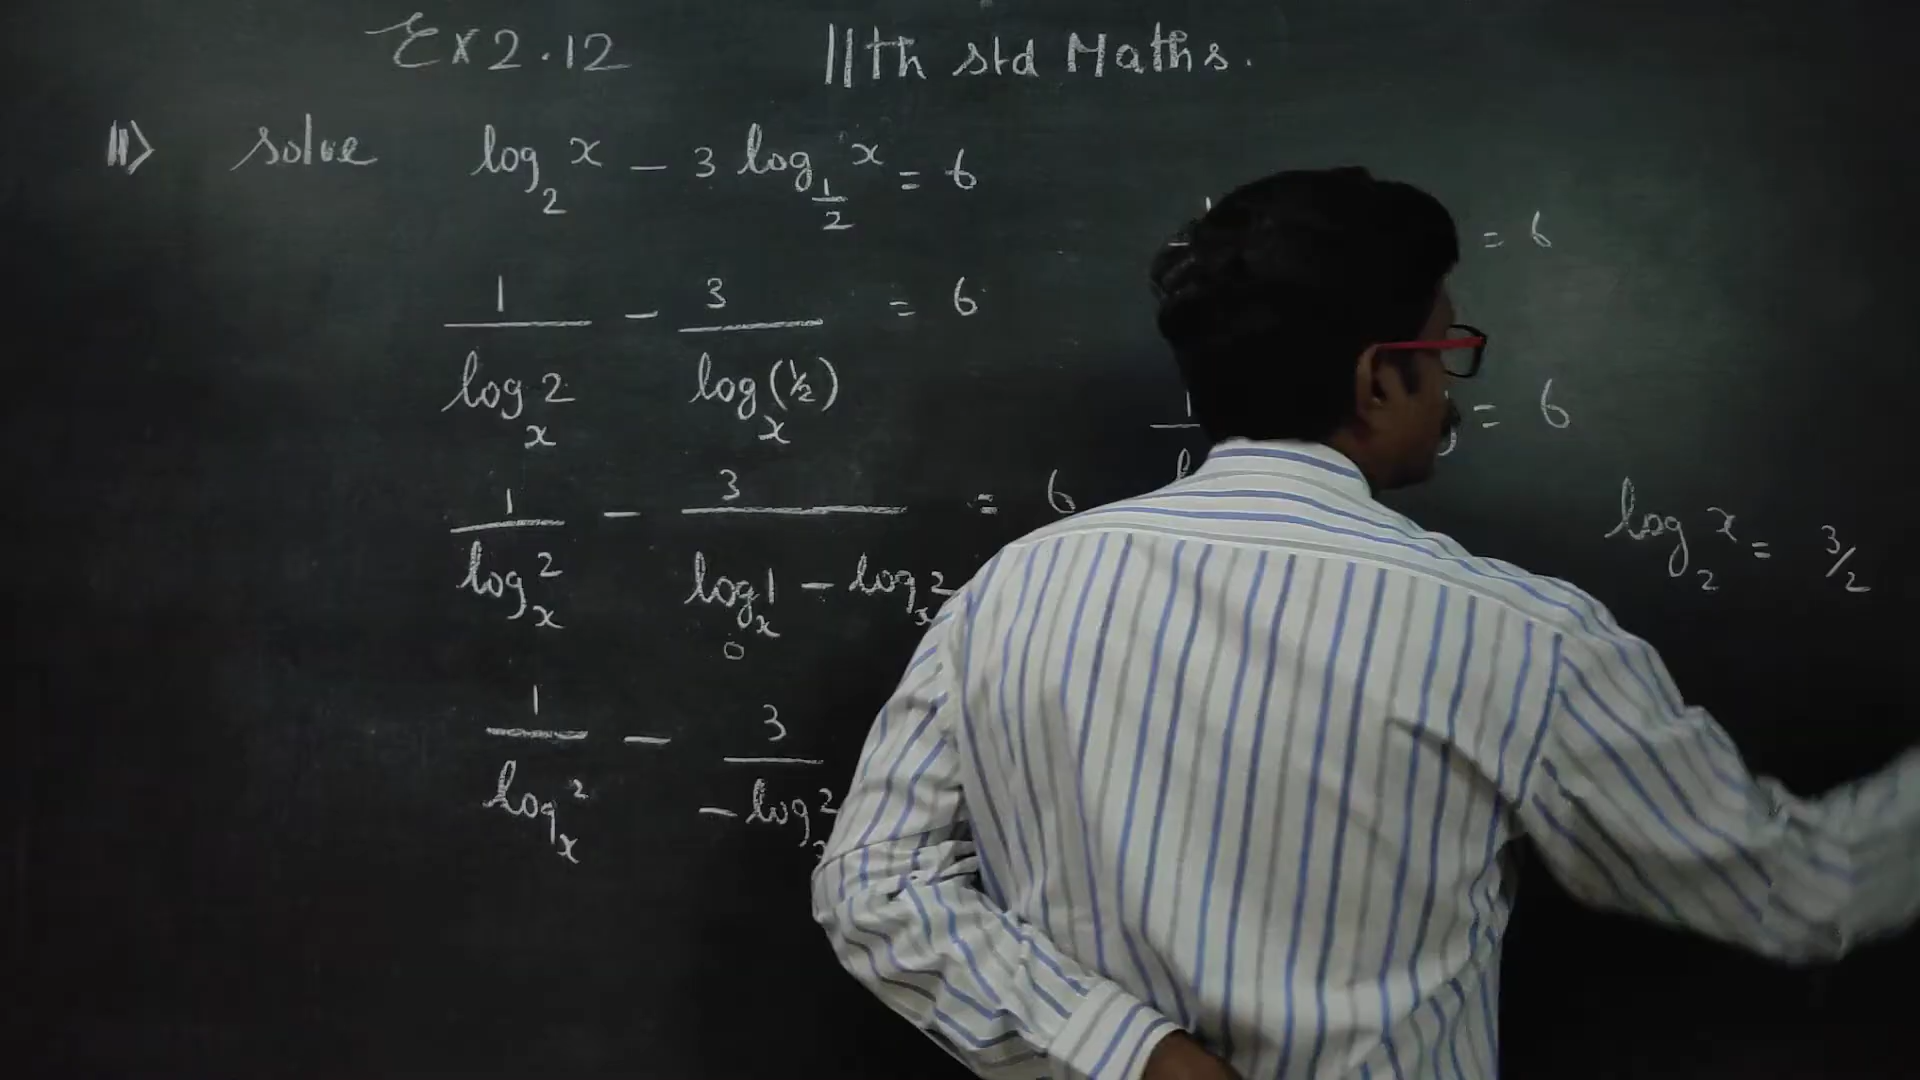 Ex 2.12 11th std Maths.
11) solve log₂ x − 3 log_{1/2} x = 6
1/log_x 2 − 3/log_x (1/2) = 6
1/log_x 2 − 3/(log_x 1 − log_x 2) = 6
0
1/log_x 2 − 3/−log_x 2
= 6
= 6
log₂ x = 3/2